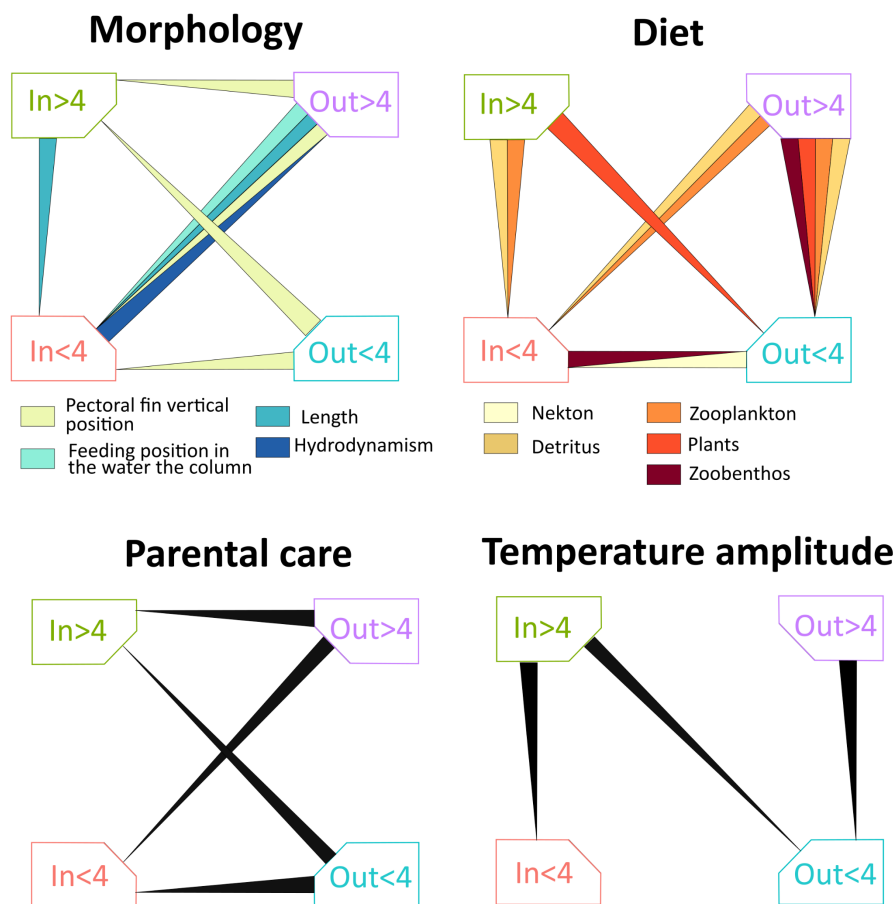 Morphology
Diet
In>4
Out>4
In>4
Out>4
In<4
Out<4
In<4
Out<4
Pectoral fin vertical
position
Length
Feeding position in
the water the column
Hydrodynamism
Nekton
Zooplankton
Detritus
Plants
Zoobenthos
Parental care
Temperature amplitude
In>4
Out>4
In>4
Out>4
In<4
Out<4
In<4
Out<4